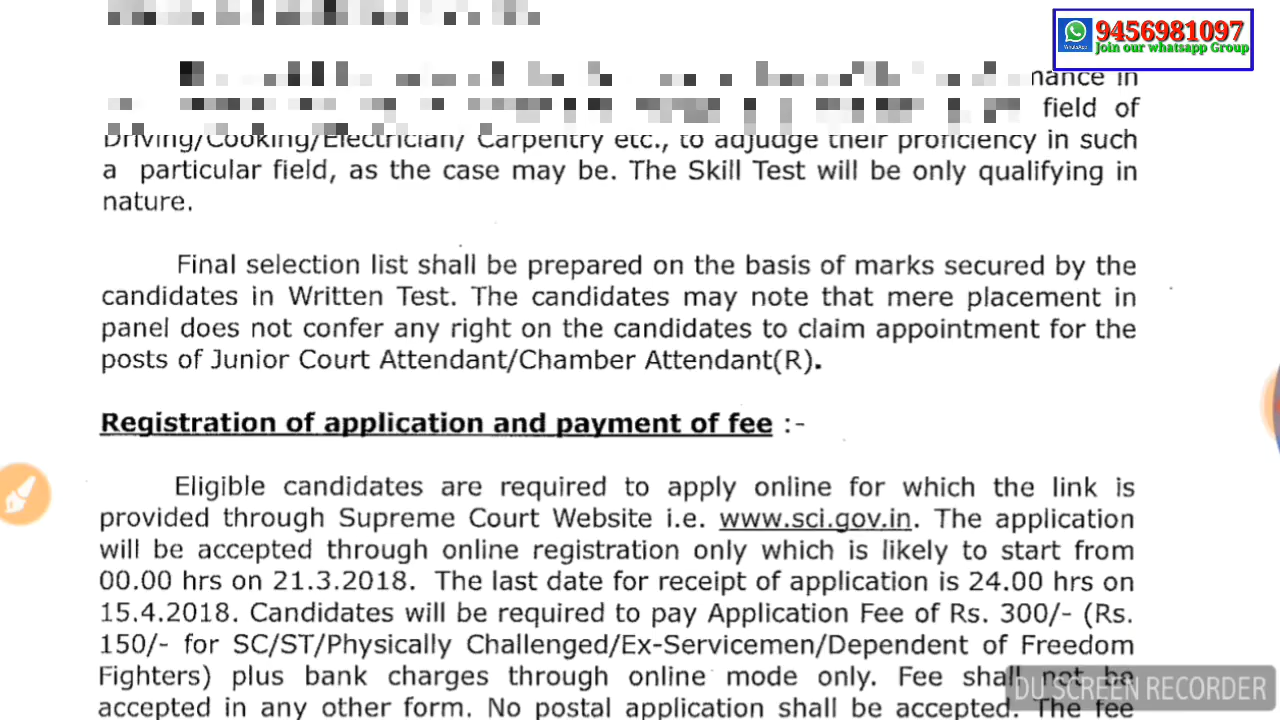 9456981097
WhatsApp
Join our whatsapp Group
mance in
field of
Driving/Cooking/Electrician/ Carpentry etc., to adjudge their proficiency in such
a particular field, as the case may be. The Skill Test will be only qualifying in
nature.
Final selection list shall be prepared on the basis of marks secured by the
candidates in Written Test. The candidates may note that mere placement in
panel does not confer any right on the candidates to claim appointment for the
posts of Junior Court Attendant/Chamber Attendant(R).
Registration of application and payment of fee :-
Eligible candidates are required to apply online for which the link is
provided through Supreme Court Website i.e. www.sci.gov.in. The application
will be accepted through online registration only which is likely to start from
00.00 hrs on 21.3.2018. The last date for receipt of application is 24.00 hrs on
15.4.2018. Candidates will be required to pay Application Fee of Rs. 300/- (Rs.
150/- for SC/ST/Physically Challenged/Ex-Servicemen/Dependent of Freedom
Fighters) plus bank charges through online mode only. Fee shall not be
accepted in any other form. No postal application shall be accepted. The fee
DU SCREEN RECORDER